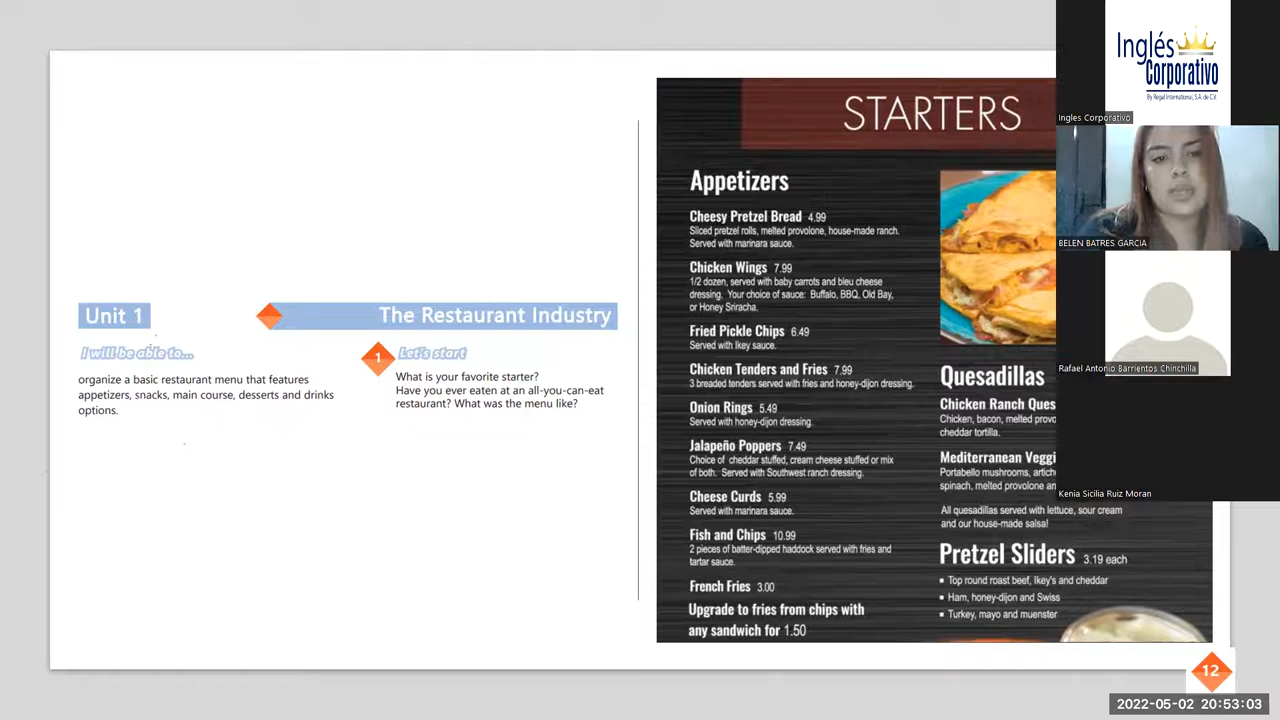 Unit 1
The Restaurant Industry
I will be able to...
organize a basic restaurant menu that features
appetizers, snacks, main course, desserts and drinks
options.
1
Let's start
What is your favorite starter?
Have you ever eaten at an all-you-can-eat
restaurant? What was the menu like?
STARTERS
Appetizers
Cheesy Pretzel Bread 4.99
Sliced pretzel rolls, melted provolone, house-made ranch.
Served with marinara sauce.
Chicken Wings 7.99
1/2 dozen, served with baby carrots and bleu cheese
dressing. Your choice of sauce: Buffalo, BBQ, Old Bay,
or Honey Sriracha.
Fried Pickle Chips 6.49
Served with Ikey sauce.
Chicken Tenders and Fries 7.99
3 breaded tenders served with fries and honey-dijon dressing.
Onion Rings 5.49
Served with honey-dijon dressing.
Jalapeño Poppers 7.49
Choice of cheddar stuffed, cream cheese stuffed or mix
of both. Served with Southwest ranch dressing.
Cheese Curds 5.99
Served with marinara sauce.
Fish and Chips 10.99
2 pieces of batter-dipped haddock served with fries and
tartar sauce.
French Fries 3.00
Upgrade to fries from chips with
any sandwich for 1.50
Quesadillas
Chicken Ranch Ques
Chicken, bacon, melted provo
cheddar tortilla.
Mediterranean Veggi
Portabello mushrooms, artich
spinach, melted provolone an
All quesadillas served with lettuce, sour cream
and our house-made salsa!
Pretzel Sliders 3.19 each
▪ Top round roast beef, Ikey's and cheddar
▪ Ham, honey-dijon and Swiss
▪ Turkey, mayo and muenster
12
Inglés
Corporativo
By Regal International, S.A. de C.V.
Ingles Corporativo
BELEN BATRES GARCIA
Rafael Antonio Barrientos Chinchilla
Kenia Sicilia Ruiz Moran
2022-05-02 20:53:03